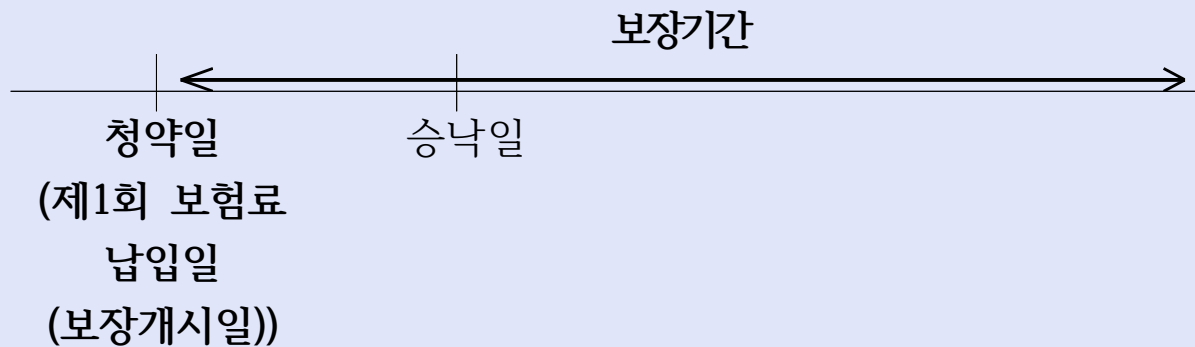 보장기간
청약일 승낙일
(제1회 보험료
납입일
(보장개시일))